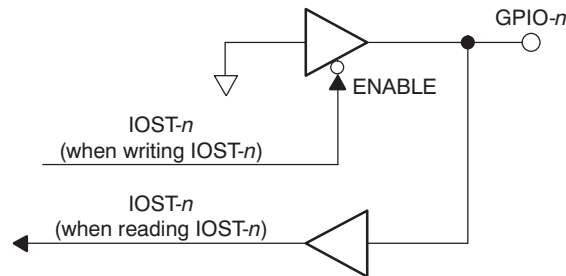 GPIO-n
ENABLE
IOST-n
(when writing IOST-n)
IOST-n
(when reading IOST-n)